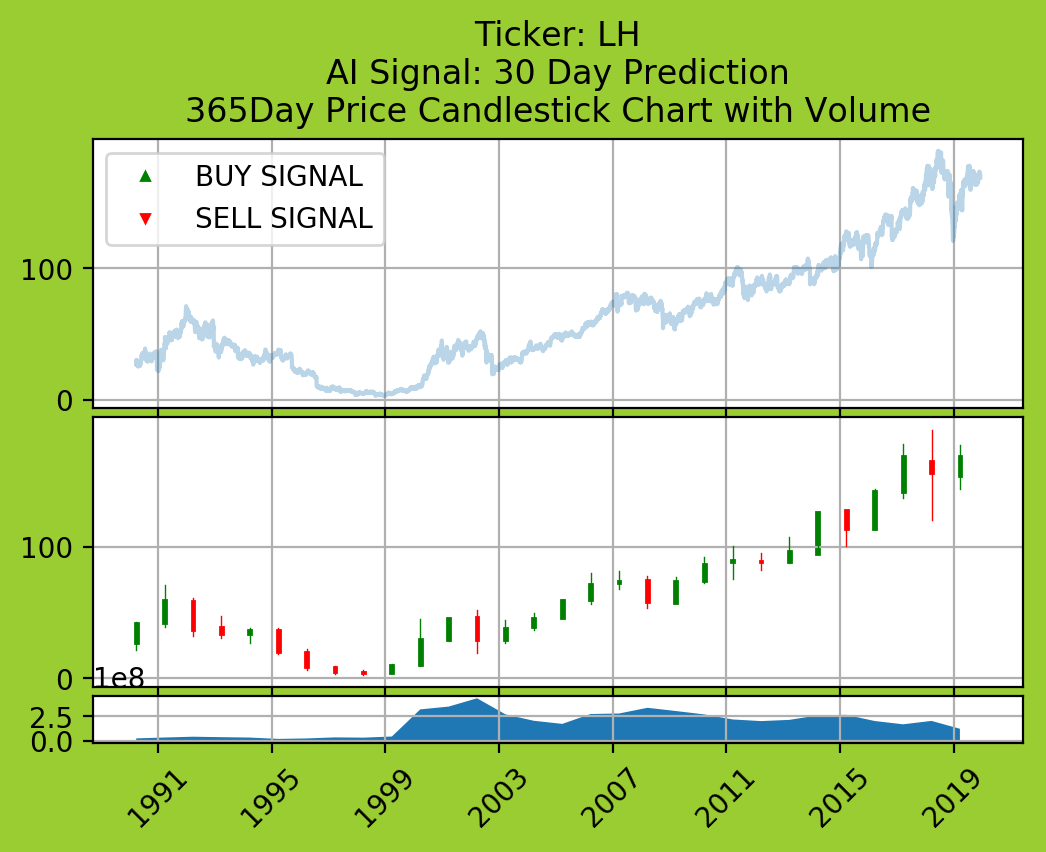 Ticker: LH
AI Signal: 30 Day Prediction
365Day Price Candlestick Chart with Volume
BUY SIGNAL
SELL SIGNAL
100
0
100
0
1e8
2.5
0.0
1991 1995 1999 2003 2007 2011 2015 2019